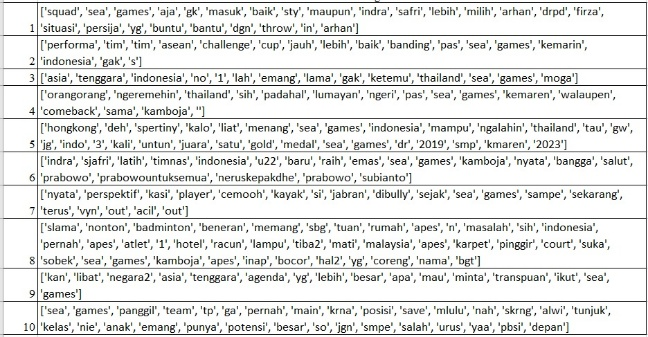 ['squad', 'sea', 'games', 'aja', 'gk', 'masuk', 'baik', 'sty', 'maupun', 'indra', 'safri', 'lebih', 'milih', 'arhan', 'drpd', 'firza',
1 'situasi', 'persija', 'yg', 'buntu', 'bantu', 'dgn', 'throw', 'in', 'arhan']
['performa', 'tim', 'tim', 'asean', 'challenge', 'cup', 'jauh', 'lebih', 'baik', 'banding', 'pas', 'sea', 'games', 'kemarin',
2 'indonesia', 'gak', 's']
3 ['asia', 'tenggara', 'indonesia', 'no', '1', 'lah', 'emang', 'lama', 'gak', 'ketemu', 'thailand', 'sea', 'games', 'moga']
['orangorang', 'ngeremehin', 'thailand', 'sih', 'padahal', 'lumayan', 'ngeri', 'pas', 'sea', 'games', 'kemaren', 'walaupen',
4 'comeback', 'sama', 'kamboja', '']
['hongkong', 'deh', 'spertiny', 'kalo', 'liat', 'menang', 'sea', 'games', 'indonesia', 'mampu', 'ngalahin', 'thailand', 'tau', 'gw',
5 'jg', 'indo', '3', 'kali', 'untun', 'juara', 'satu', 'gold', 'medal', 'sea', 'games', 'dr', '2019', 'smp', 'kmaren', '2023']
['indra', 'sjafri', 'latih', 'timnas', 'indonesia', 'u22', 'baru', 'raih', 'emas', 'sea', 'games', 'kamboja', 'nyata', 'bangga', 'salut',
6 'prabowo', 'prabowountuksemua', 'neruskepakdhe', 'prabowo', 'subianto']
['nyata', 'perspektif', 'kasi', 'player', 'cemooh', 'kayak', 'si', 'jabran', 'dibully', 'sejak', 'sea', 'games', 'sampe', 'sekarang',
7 'terus', 'vyn', 'out', 'acil', 'out']
['slama', 'nonton', 'badminton', 'beneran', 'memang', 'sbg', 'tuan', 'rumah', 'apes', 'n', 'masalah', 'sih', 'indonesia',
'pernah', 'apes', 'atlet', '1', 'hotel', 'racun', 'lampu', 'tiba2', 'mati', 'malaysia', 'apes', 'karpet', 'pinggir', 'court', 'suka',
8 'sobek', 'sea', 'games', 'kamboja', 'apes', 'inap', 'bocor', 'hal2', 'yg', 'coreng', 'nama', 'bgt']
['kan', 'libat', 'negara2', 'asia', 'tenggara', 'agenda', 'yg', 'lebih', 'besar', 'apa', 'mau', 'minta', 'transpuan', 'ikut', 'sea',
9 'games']
['sea', 'games', 'panggil', 'team', 'tp', 'ga', 'pernah', 'main', 'krna', 'posisi', 'save', 'mlulu', 'nah', 'skrng', 'alwi', 'tunjuk',
10 'kelas', 'nie', 'anak', 'emang', 'punya', 'potensi', 'besar', 'so', 'jgn', 'smpe', 'salah', 'urus', 'yaa', 'pbsi', 'depan']